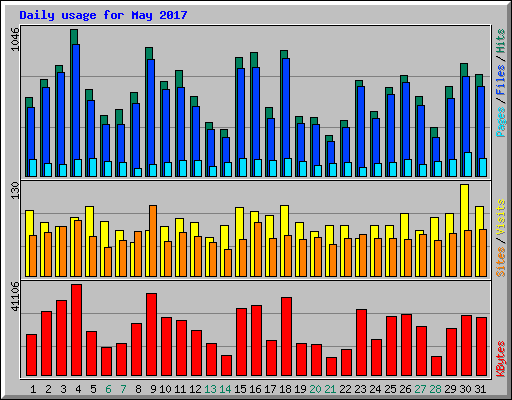 Daily usage for May 2017
1046
Pages / Files / Hits
130
Sites / Visits
41106
KBytes
1 2 3 4 5 6 7 8 9 10 11 12 13 14 15 16 17 18 19 20 21 22 23 24 25 26 27 28 29 30 31